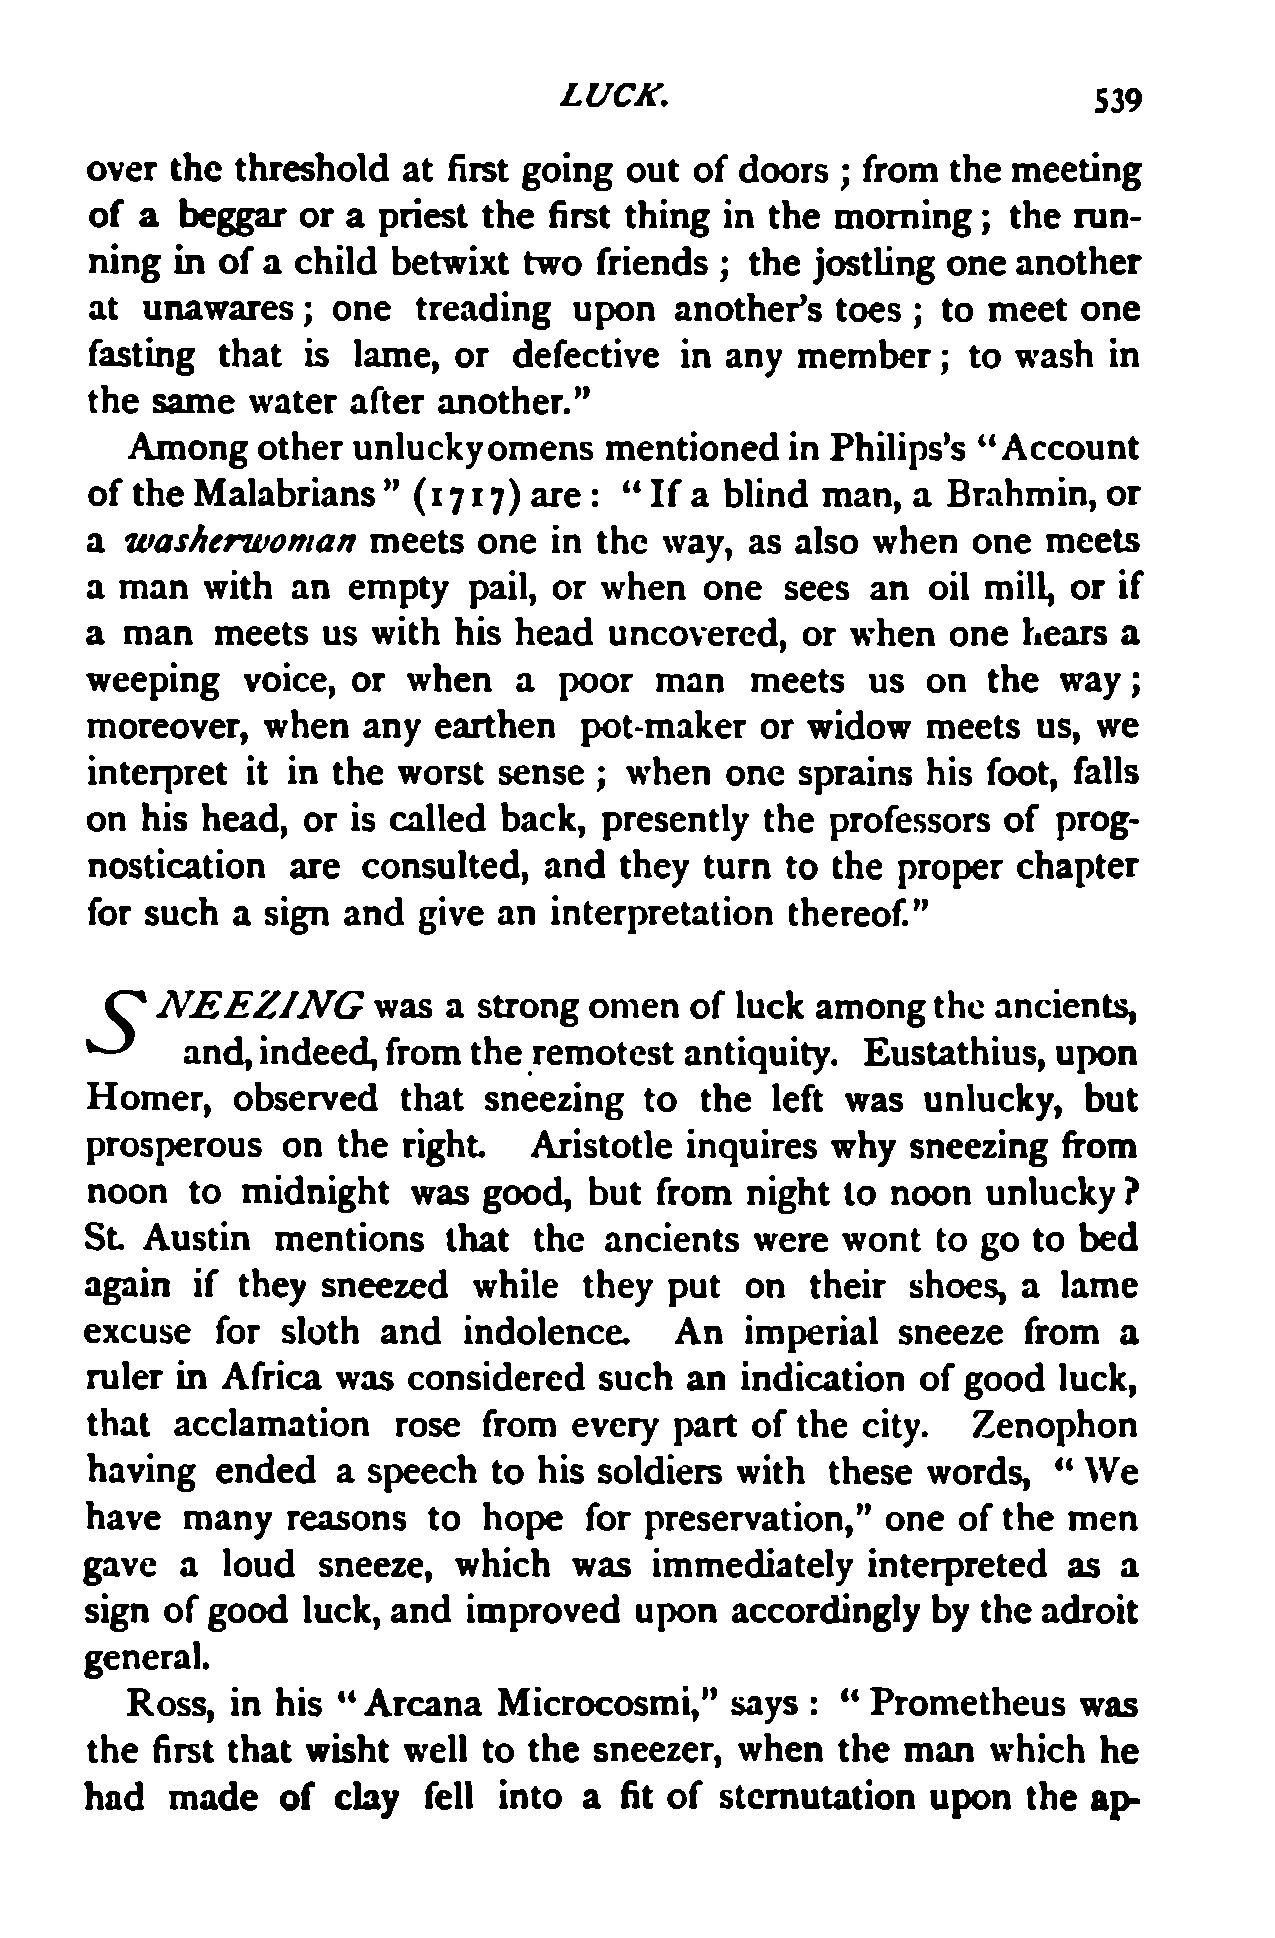 LUCK. 539
over the threshold at first going out of doors ; from the meeting
of a beggar or a priest the first thing in the morning ; the run-
ning in of a child betwixt two friends ; the jostling one another
at unawares ; one treading upon another's toes ; to meet one
fasting that is lame, or defective in any member ; to wash in
the same water after another."
Among other unlucky omens mentioned in Philips's "Account
of the Malabrians" (1717) are : "If a blind man, a Brahmin, or
a washerwoman meets one in the way, as also when one meets
a man with an empty pail, or when one sees an oil mill, or if
a man meets us with his head uncovered, or when one hears a
weeping voice, or when a poor man meets us on the way ;
moreover, when any earthen pot-maker or widow meets us, we
interpret it in the worst sense ; when one sprains his foot, falls
on his head, or is called back, presently the professors of prog-
nostication are consulted, and they turn to the proper chapter
for such a sign and give an interpretation thereof."
SNEEZING was a strong omen of luck among the ancients,
and, indeed, from the remotest antiquity. Eustathius, upon
Homer, observed that sneezing to the left was unlucky, but
prosperous on the right. Aristotle inquires why sneezing from
noon to midnight was good, but from night to noon unlucky ?
St. Austin mentions that the ancients were wont to go to bed
again if they sneezed while they put on their shoes, a lame
excuse for sloth and indolence. An imperial sneeze from a
ruler in Africa was considered such an indication of good luck,
that acclamation rose from every part of the city. Zenophon
having ended a speech to his soldiers with these words, "We
have many reasons to hope for preservation," one of the men
gave a loud sneeze, which was immediately interpreted as a
sign of good luck, and improved upon accordingly by the adroit
general.
Ross, in his "Arcana Microcosmi," says : "Prometheus was
the first that wisht well to the sneezer, when the man which he
had made of clay fell into a fit of sternutation upon the ap-